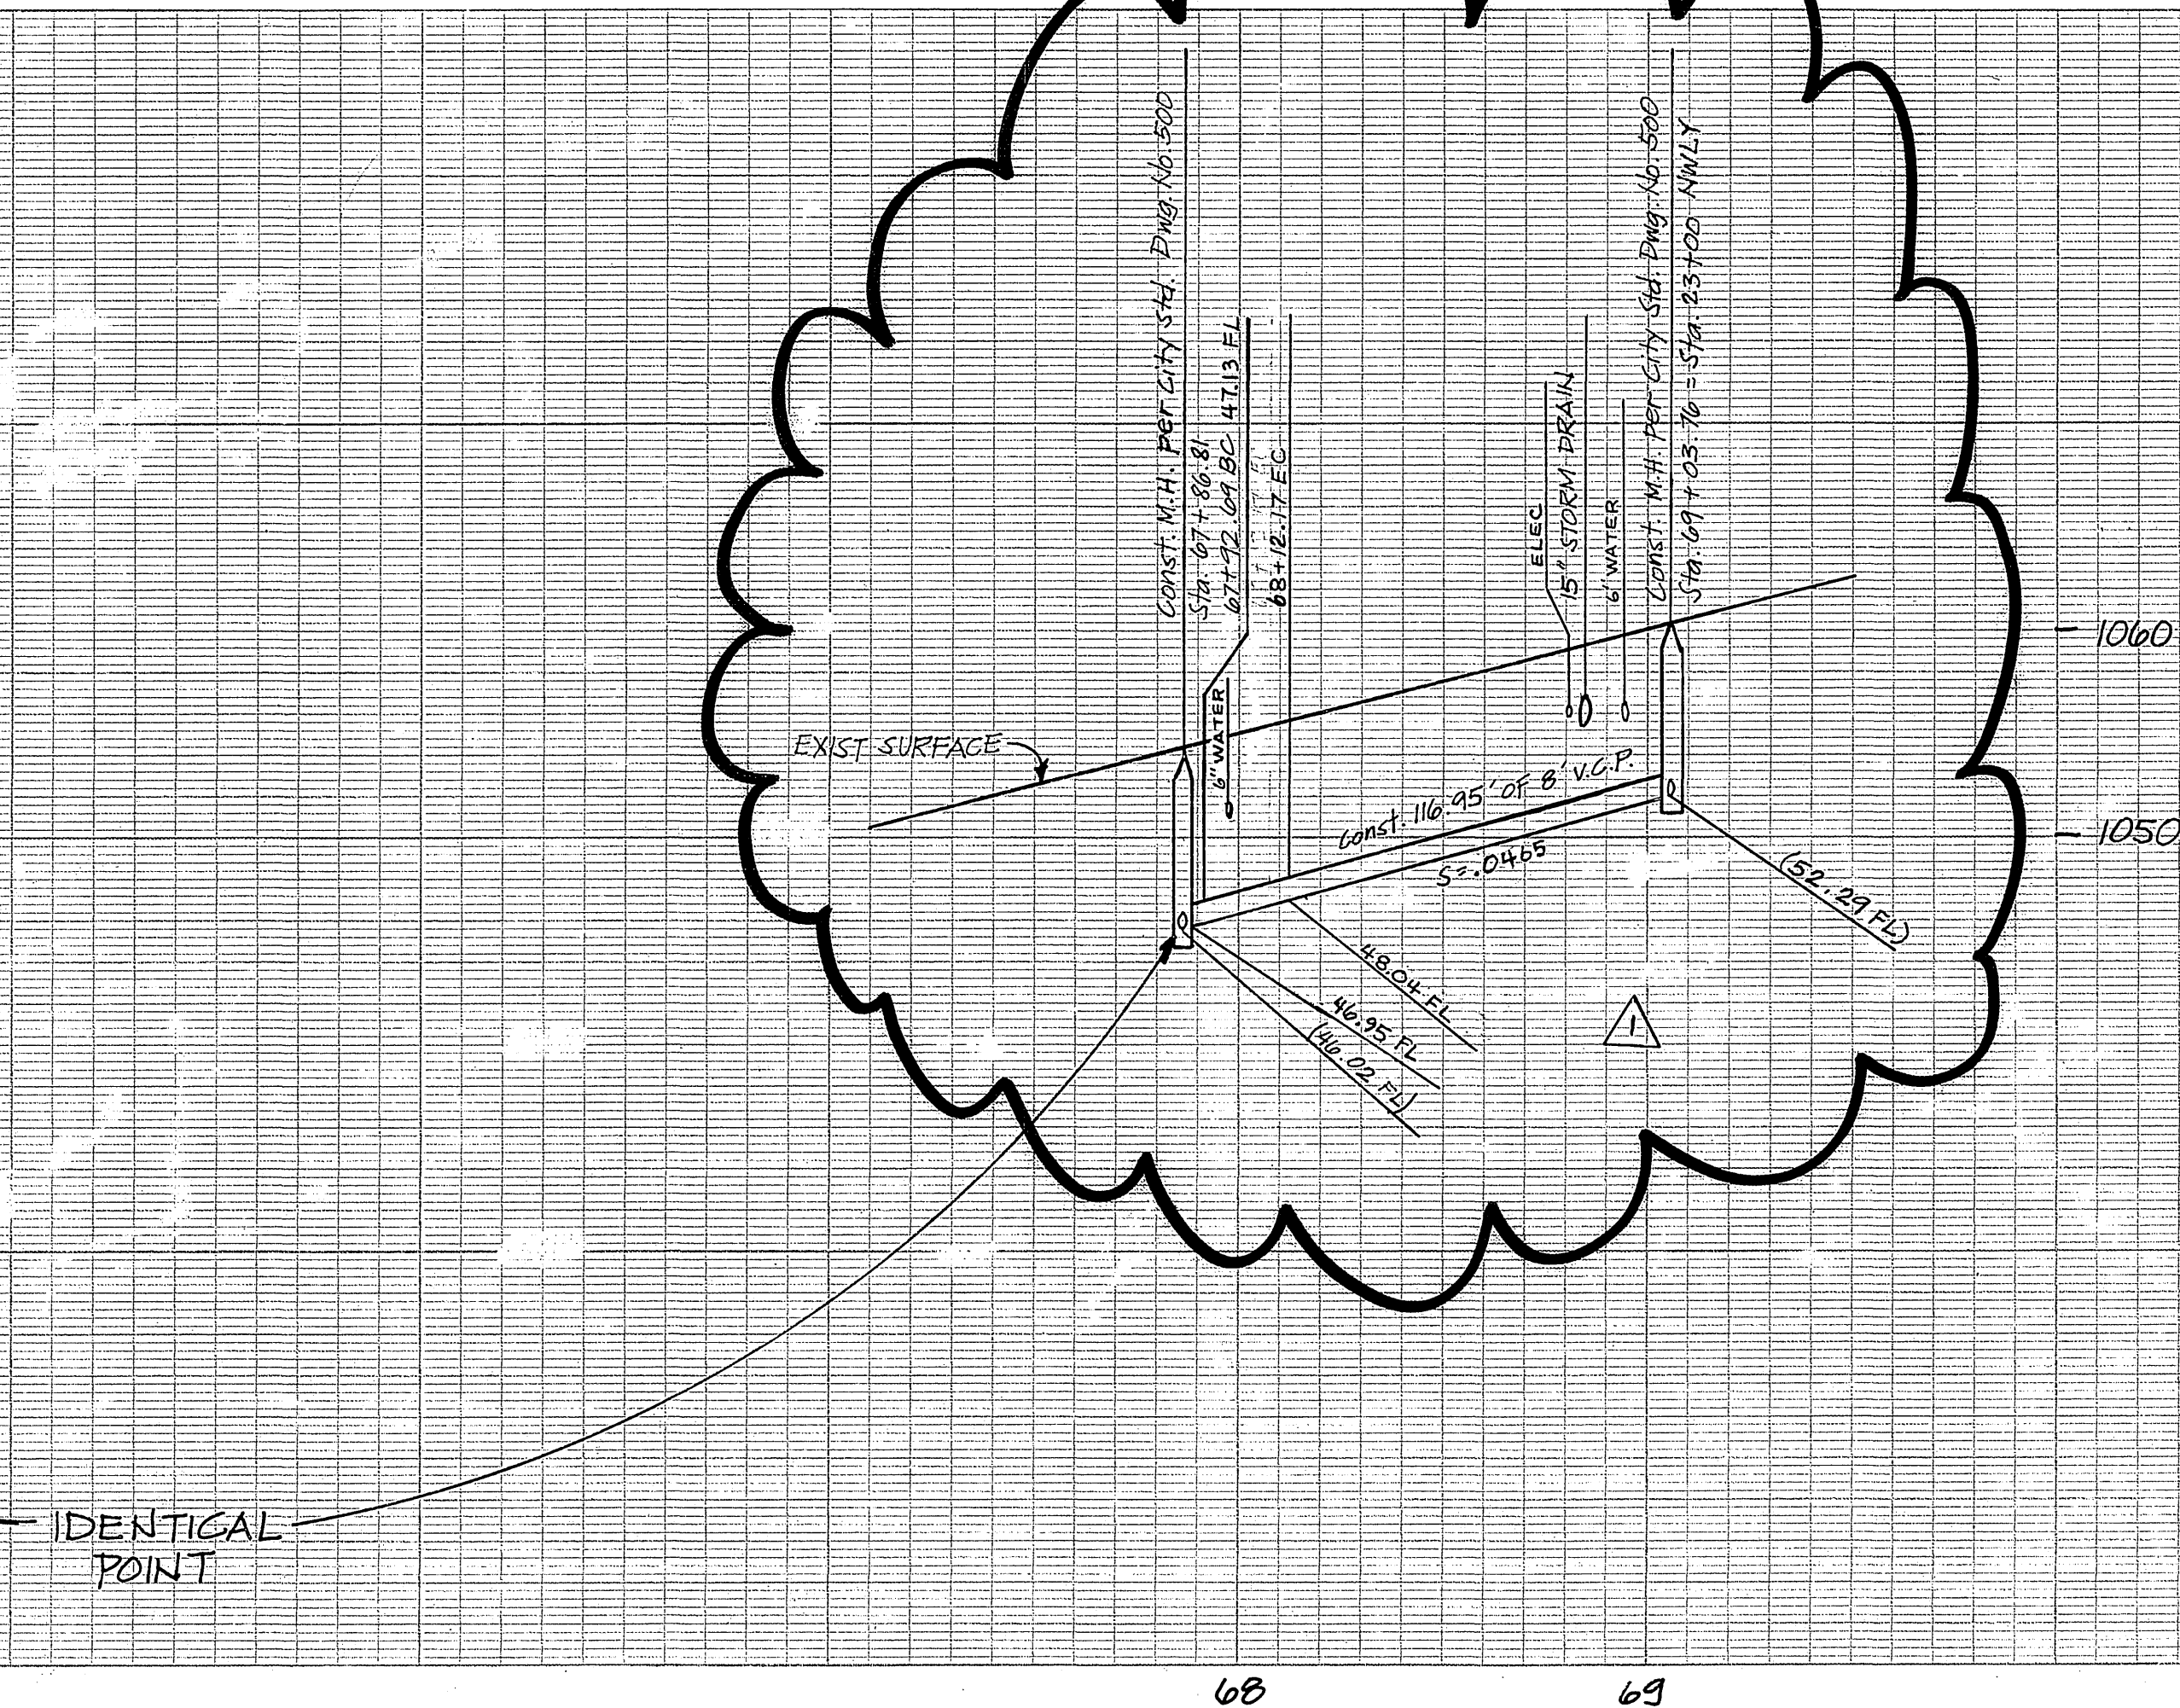 Const. M.H. per City Std. Dwg. No. 500
Sta. 67+86.81
67+92.69 BC 47.13 FL
68+12.17 EC
6" WATER
ELEC
15" STORM DRAIN
6" WATER
Const. M.H. Per City Std. Dwg. No. 500
Sta. 69+03.76 = Sta. 23+00 NWLY
1060
EXIST SURFACE
Const. 116.95' OF 8" V.C.P.
S=.0465
1050
(52.29 FL)
48.04 FL
46.95 FL
(46.02 FL)
1
IDENTICAL
POINT
68
69